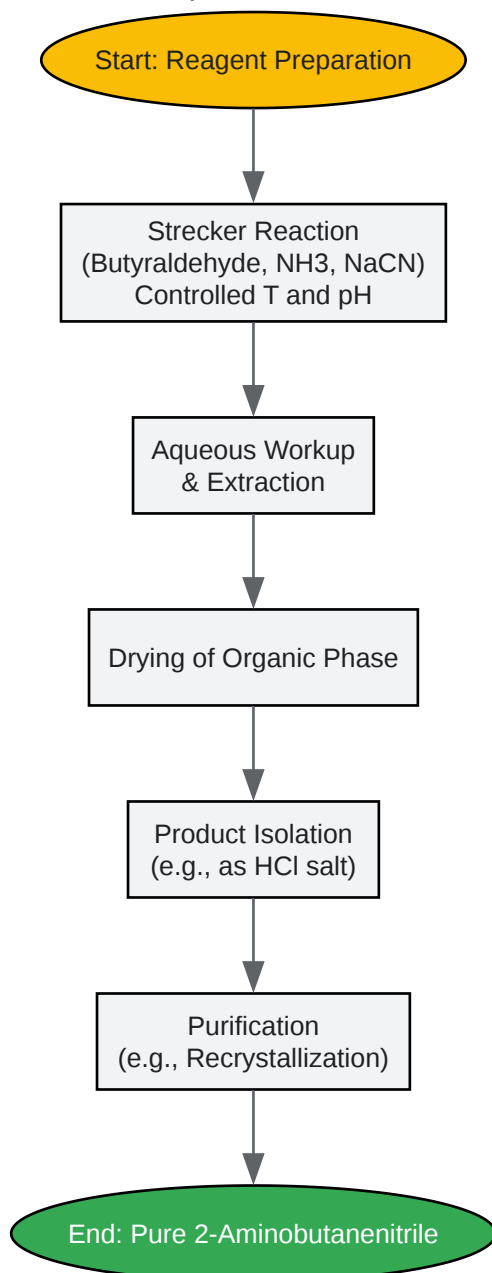 Start: Reagent Preparation
Strecker Reaction
(Butyraldehyde, NH3, NaCN)
Controlled T and pH
Aqueous Workup
& Extraction
Drying of Organic Phase
Product Isolation
(e.g., as HCl salt)
Purification
(e.g., Recrystallization)
End: Pure 2-Aminobutanenitrile